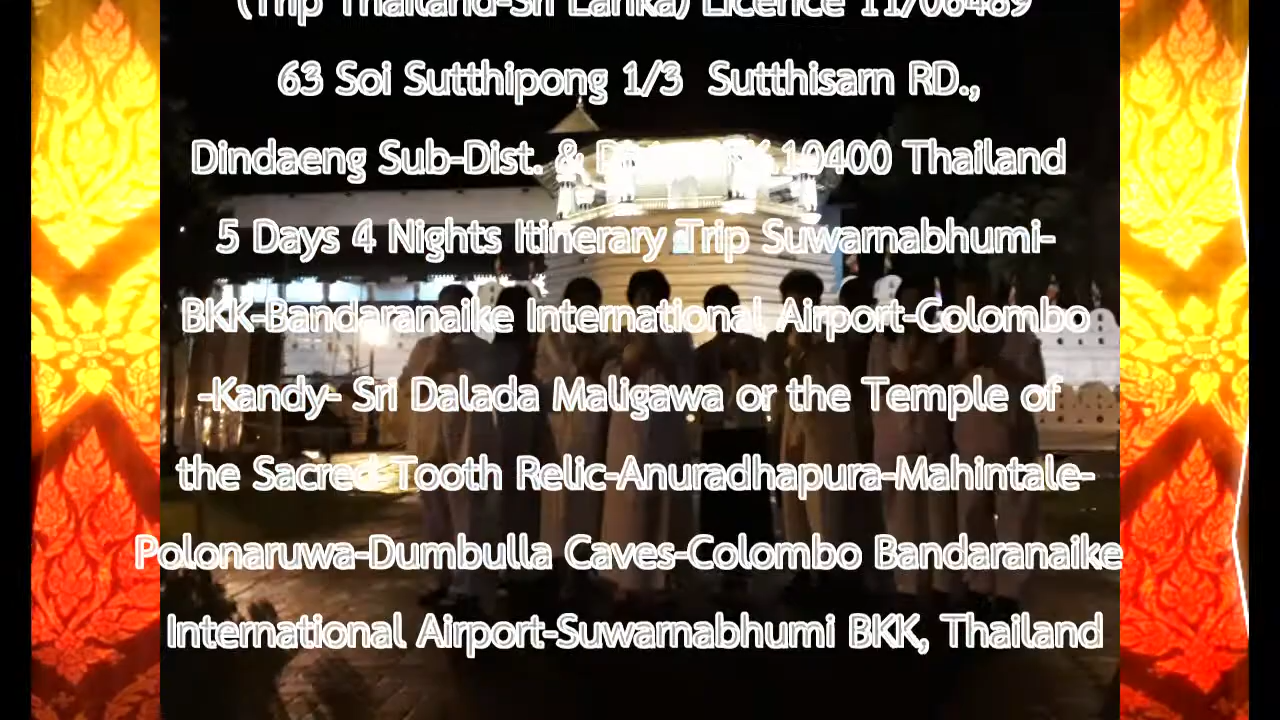 (Trip Thailand-Sri Lanka) Licence 11/06489
63 Soi Sutthipong 1/3 Sutthisarn RD.,
Dindaeng Sub-Dist. & 10400 Thailand
5 Days 4 Nights Itinerary Trip Suwarnabhumi-
BKK-Bandaranaike International Airport-Colombo
-Kandy- Sri Dalada Maligawa or the Temple of
the Sacred Tooth Relic-Anuradhapura-Mahintale-
Polonaruwa-Dumbulla Caves-Colombo Bandaranaike
International Airport-Suwarnabhumi BKK, Thailand